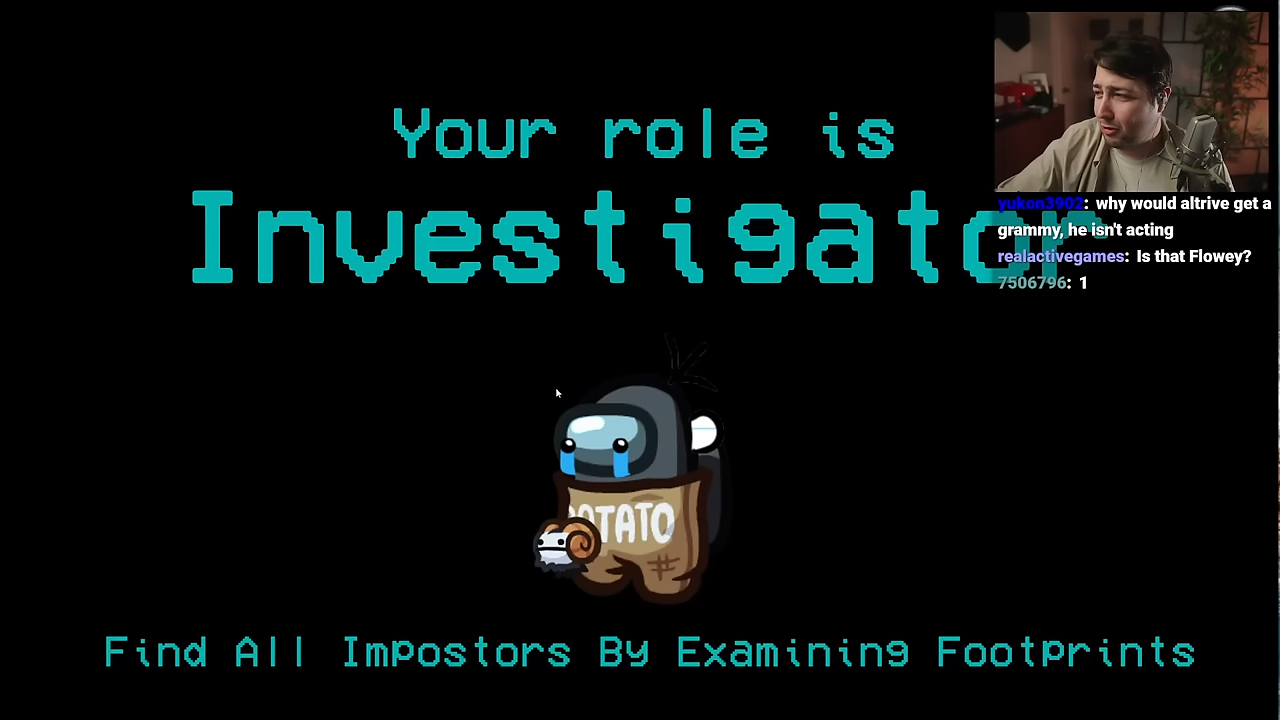 Your role is
Investigator
yukon3902: why would altrive get a
grammy, he isn't acting
realactivegames: Is that Flowey?
7506796: 1
POTATO
Find All Impostors By Examining Footprints